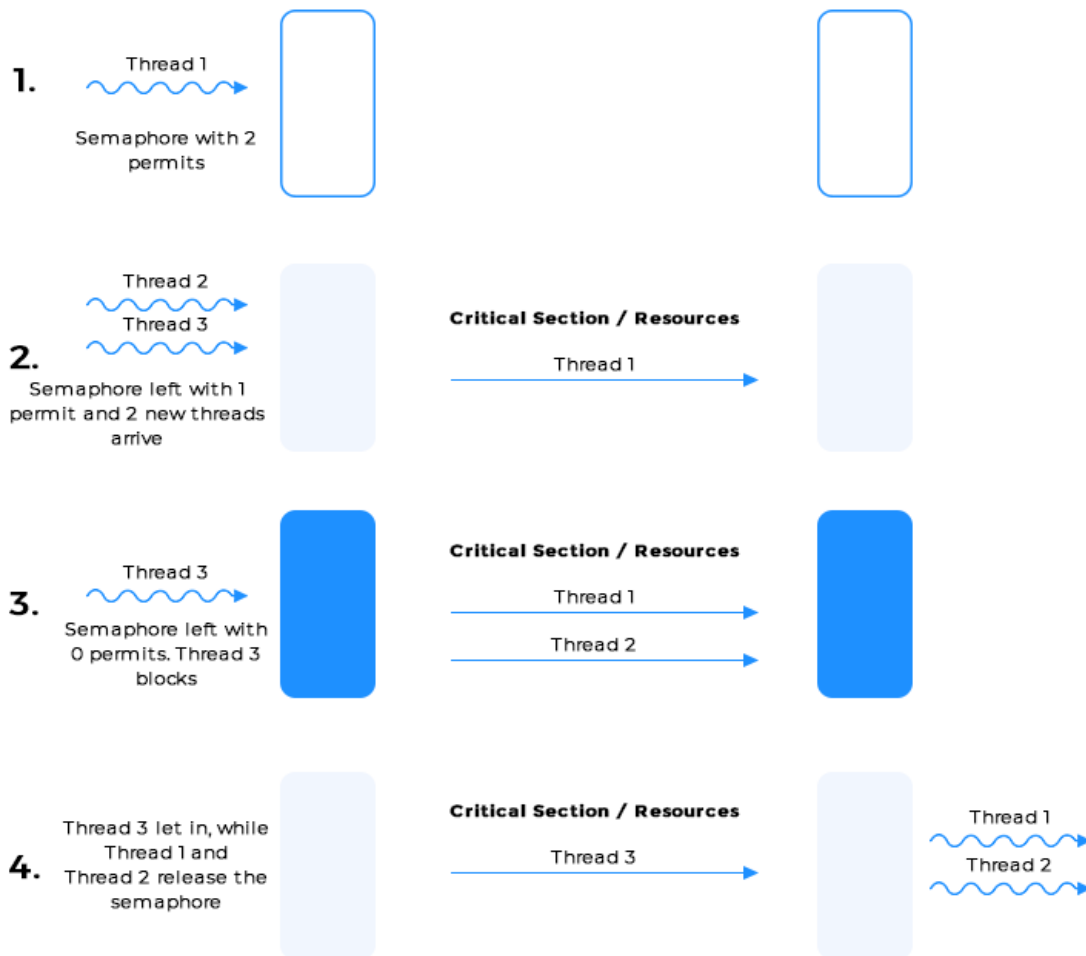 Thread 1
1.
Semaphore with 2
permits
Thread 2
Thread 3
2.
Semaphore left with 1
permit and 2 new threads
arrive
Critical Section / Resources
Thread 1
Thread 3
3.
Semaphore left with
0 permits. Thread 3
blocks
Critical Section / Resources
Thread 1
Thread 2
4.
Thread 3 let in, while
Thread 1 and
Thread 2 release the
semaphore
Critical Section / Resources
Thread 3
Thread 1
Thread 2